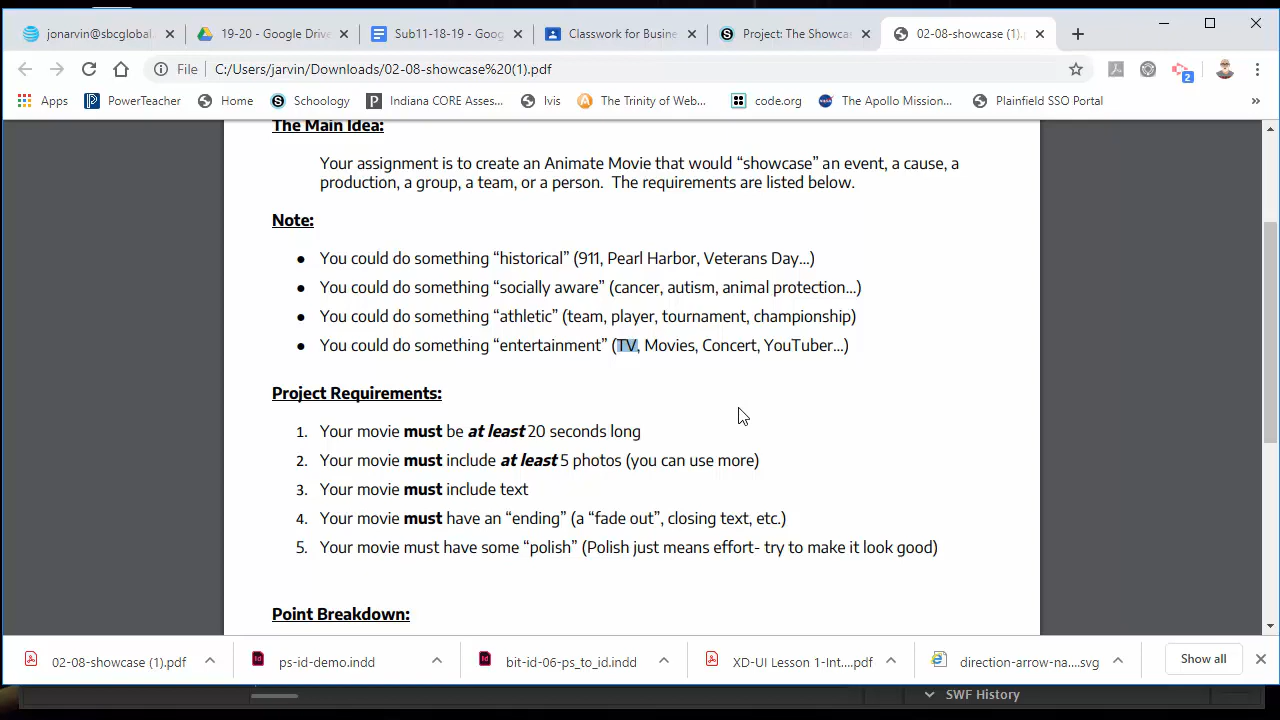 jonarvin@sbcglobal.
19-20 - Google Drive
Sub11-18-19 - Goog
Classwork for Busine
Project: The Showca
02-08-showcase (1).p
File
C:/Users/jarvin/Downloads/02-08-showcase%20(1).pdf
2
Apps
PowerTeacher
Home
Schoology
Indiana CORE Asses...
Ivis
The Trinity of Web...
code.org
The Apollo Mission...
Plainfield SSO Portal
»
The Main Idea:
Your assignment is to create an Animate Movie that would “showcase” an event, a cause, a
production, a group, a team, or a person. The requirements are listed below.
Note:
● You could do something “historical” (911, Pearl Harbor, Veterans Day...)
● You could do something “socially aware” (cancer, autism, animal protection...)
● You could do something “athletic” (team, player, tournament, championship)
● You could do something “entertainment” (TV, Movies, Concert, YouTuber...)
Project Requirements:
1. Your movie must be at least 20 seconds long
2. Your movie must include at least 5 photos (you can use more)
3. Your movie must include text
4. Your movie must have an “ending” (a “fade out”, closing text, etc.)
5. Your movie must have some “polish” (Polish just means effort- try to make it look good)
Point Breakdown:
02-08-showcase (1).pdf
ps-id-demo.indd
bit-id-06-ps_to_id.indd
XD-UI Lesson 1-Int....pdf
direction-arrow-na....svg
Show all
SWF History